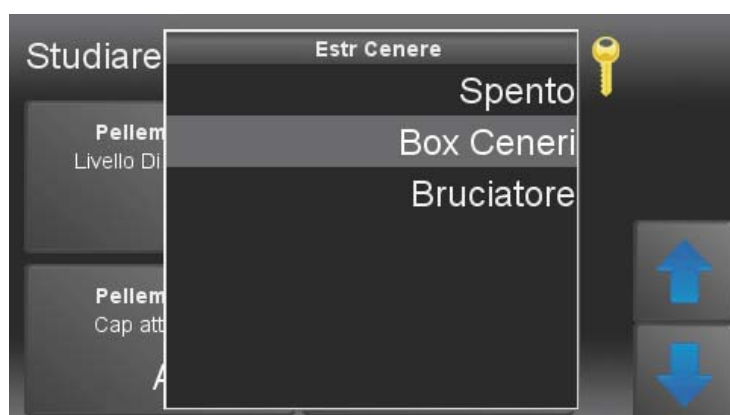 Studiare
Estr Cenere
Spento
Box Ceneri
Bruciatore
Pellem
Livello Di
Pellem
Cap att
A